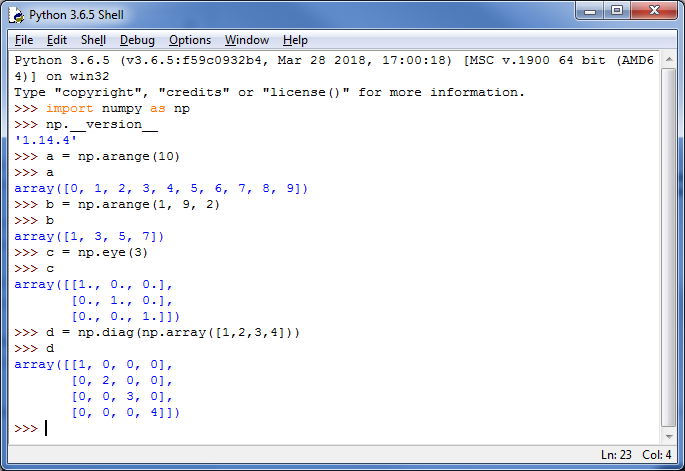 Python 3.6.5 Shell
File Edit Shell Debug Options Window Help
Python 3.6.5 (v3.6.5:f59c0932b4, Mar 28 2018, 17:00:18) [MSC v.1900 64 bit (AMD6
4)] on win32
Type "copyright", "credits" or "license()" for more information.
>>> import numpy as np
>>> np.__version__
'1.14.4'
>>> a = np.arange(10)
>>> a
array([0, 1, 2, 3, 4, 5, 6, 7, 8, 9])
>>> b = np.arange(1, 9, 2)
>>> b
array([1, 3, 5, 7])
>>> c = np.eye(3)
>>> c
array([[1., 0., 0.],
       [0., 1., 0.],
       [0., 0., 1.]])
>>> d = np.diag(np.array([1,2,3,4]))
>>> d
array([[1, 0, 0, 0],
       [0, 2, 0, 0],
       [0, 0, 3, 0],
       [0, 0, 0, 4]])
>>>
Ln: 23 Col: 4